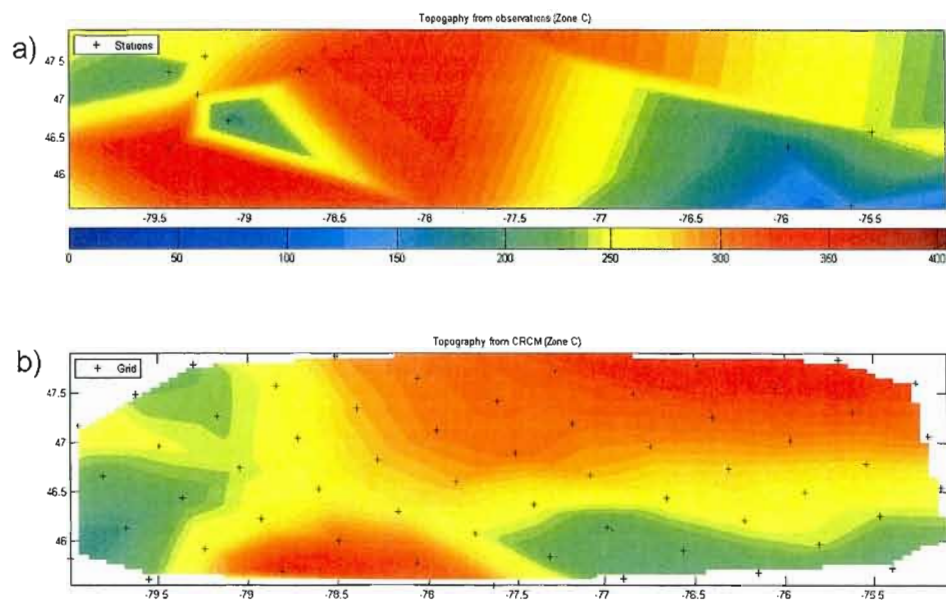 Topogaphy from observations (Zone C)
a)
+ Stations
47.5
47
46.5
46
-79.5 -79 -78.5 -78 -77.5 -77 -76.5 -76 -75.5
0 50 100 150 200 250 300 350 400
Topography from CRCM (Zone C)
b)
+ Grid
47.5
47
46.5
46
-79.5 -79 -78.5 -78 -77.5 -77 -76.5 -76 -75.5